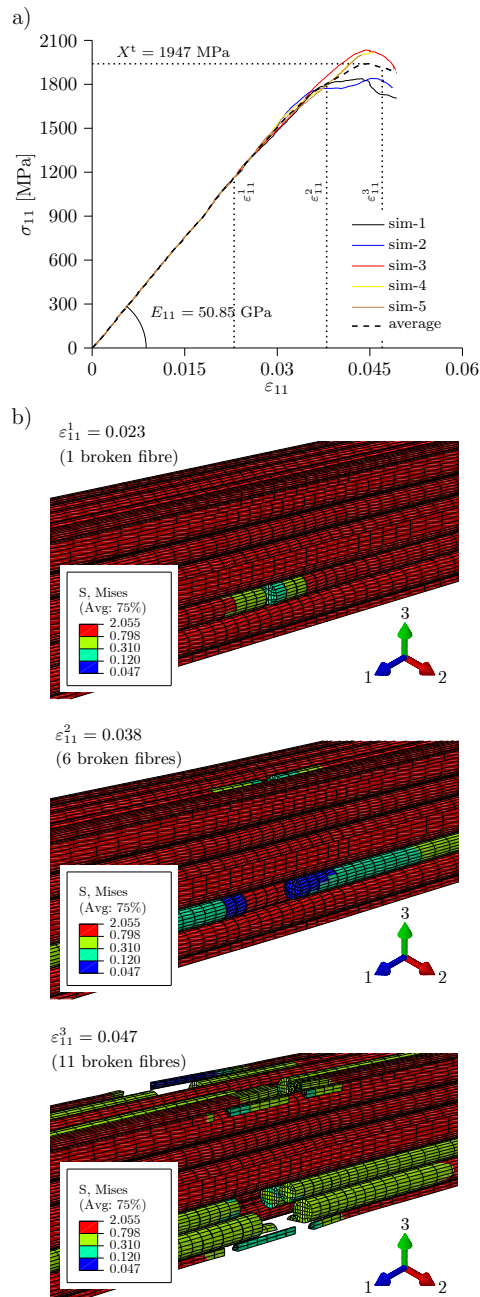 a)
2100
1800
1500
1200
900
600
300
0
σ₁₁ [MPa]
Xᵗ = 1947 MPa
E₁₁ = 50.85 GPa
ε¹₁₁
ε²₁₁
ε³₁₁
sim-1
sim-2
sim-3
sim-4
sim-5
average
0
0.015
0.03
0.045
0.06
ε₁₁
b)
ε¹₁₁ = 0.023
(1 broken fibre)
S, Mises
(Avg: 75%)
2.055
0.798
0.310
0.120
0.047
3
1
2
ε²₁₁ = 0.038
(6 broken fibres)
S, Mises
(Avg: 75%)
2.055
0.798
0.310
0.120
0.047
3
1
2
ε³₁₁ = 0.047
(11 broken fibres)
S, Mises
(Avg: 75%)
2.055
0.798
0.310
0.120
0.047
3
1
2